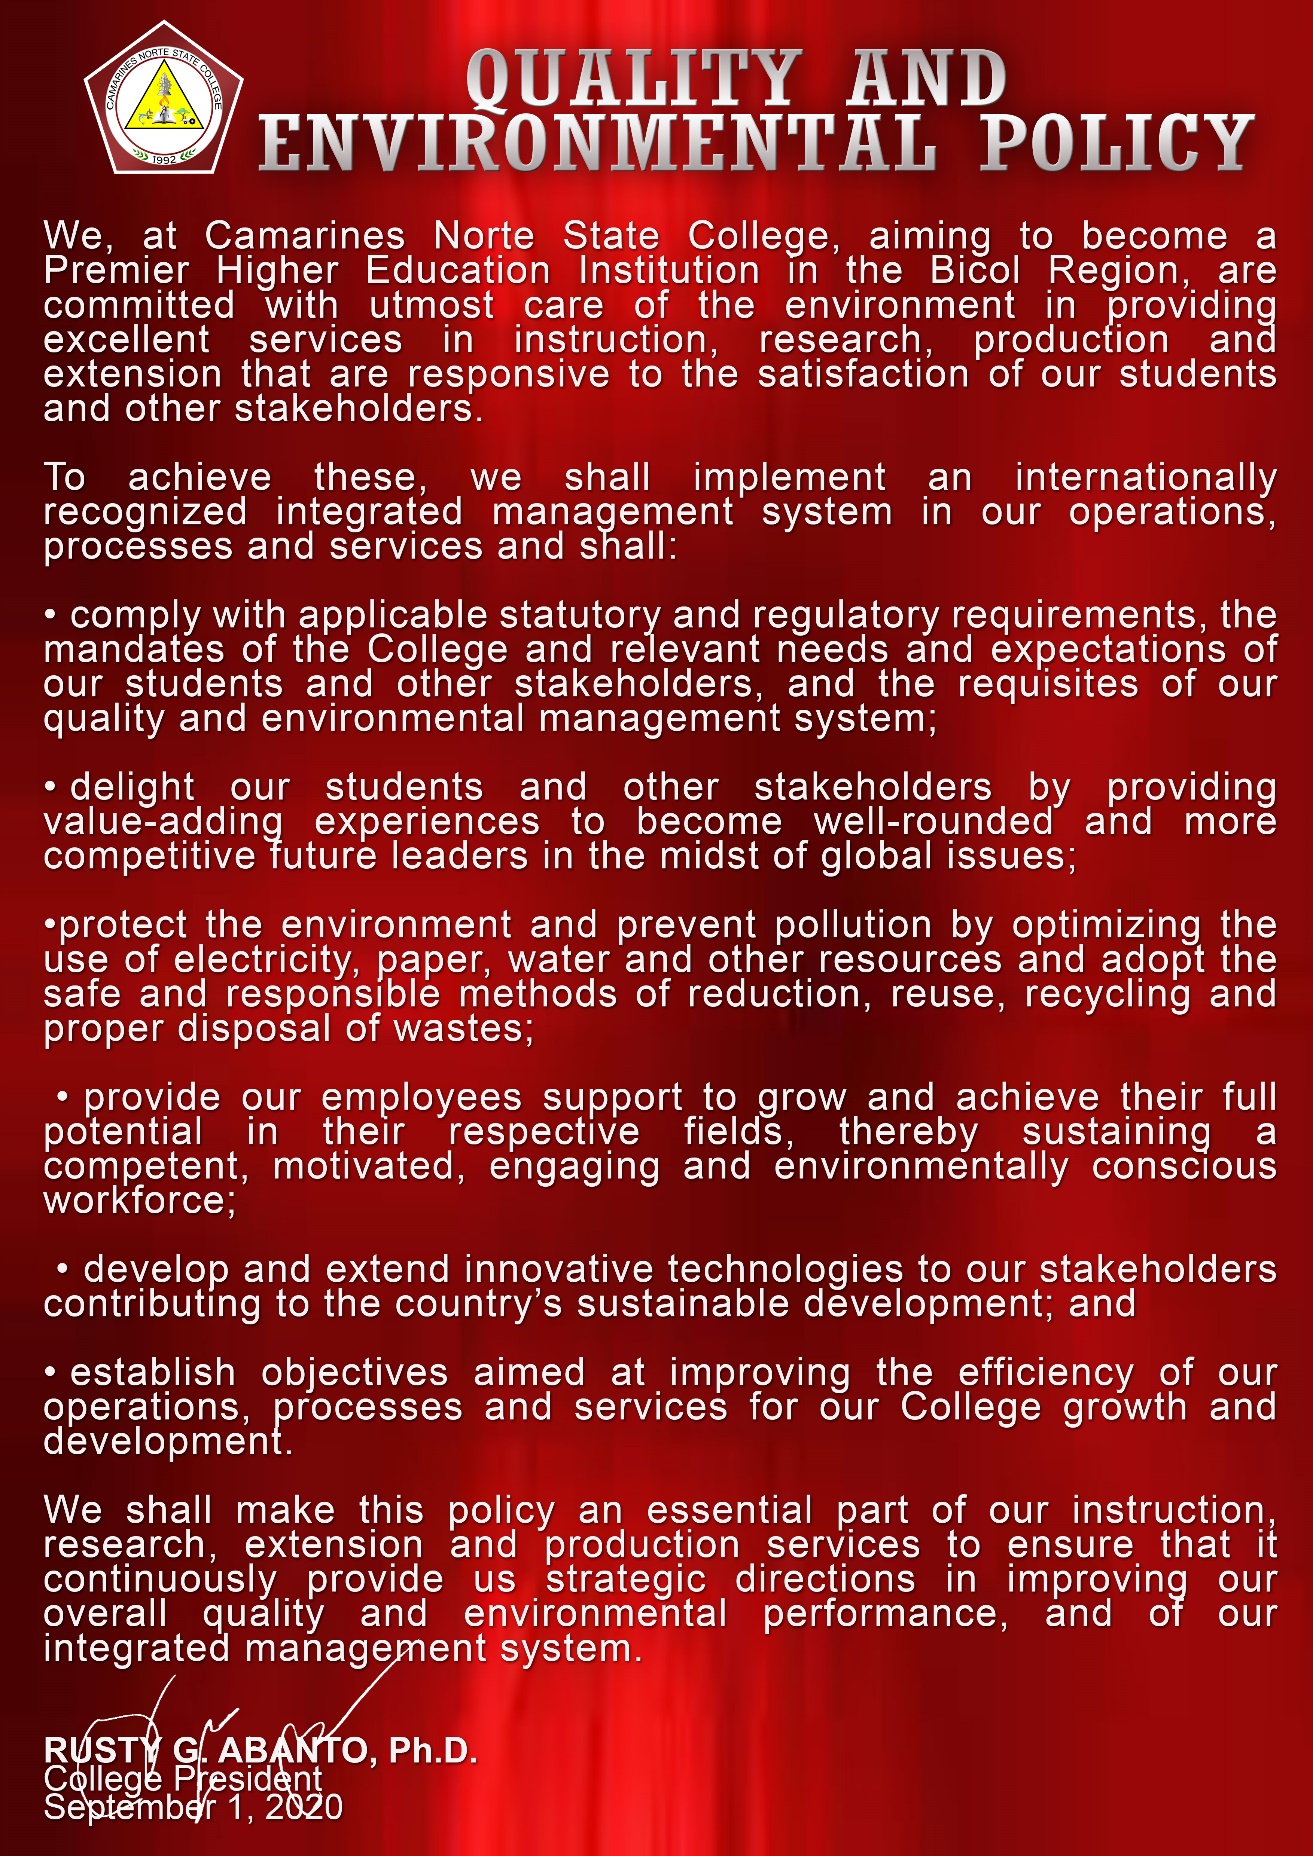 CAMARINES NORTE STATE COLLEGE
1992
QUALITY AND
ENVIRONMENTAL POLICY
We, at Camarines Norte State College, aiming to become a
Premier Higher Education Institution in the Bicol Region, are
committed with utmost care of the environment in providing
excellent services in instruction, research, production and
extension that are responsive to the satisfaction of our students
and other stakeholders.
To achieve these, we shall implement an internationally
recognized integrated management system in our operations,
processes and services and shall:
• comply with applicable statutory and regulatory requirements, the
mandates of the College and relevant needs and expectations of
our students and other stakeholders, and the requisites of our
quality and environmental management system;
• delight our students and other stakeholders by providing
value-adding experiences to become well-rounded and more
competitive future leaders in the midst of global issues;
•protect the environment and prevent pollution by optimizing the
use of electricity, paper, water and other resources and adopt the
safe and responsible methods of reduction, reuse, recycling and
proper disposal of wastes;
• provide our employees support to grow and achieve their full
potential in their respective fields, thereby sustaining a
competent, motivated, engaging and environmentally conscious
workforce;
• develop and extend innovative technologies to our stakeholders
contributing to the country’s sustainable development; and
• establish objectives aimed at improving the efficiency of our
operations, processes and services for our College growth and
development.
We shall make this policy an essential part of our instruction,
research, extension and production services to ensure that it
continuously provide us strategic directions in improving our
overall quality and environmental performance, and of our
integrated management system.
RUSTY G. ABANTO, Ph.D.
College President
September 1, 2020